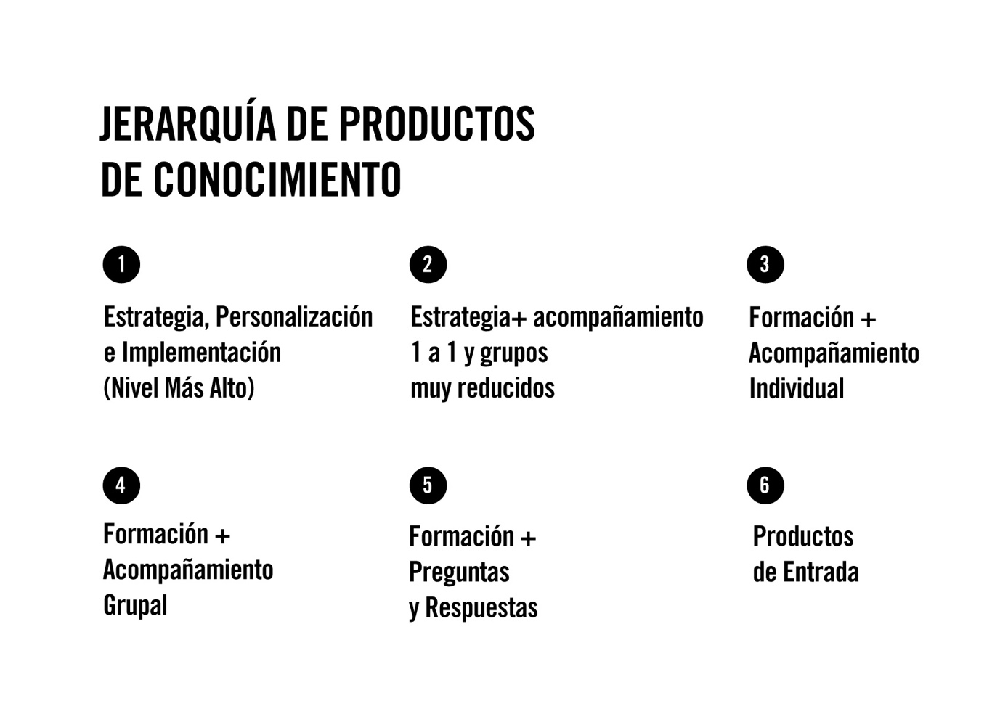 JERARQUÍA DE PRODUCTOS
DE CONOCIMIENTO
1
Estrategia, Personalización
e Implementación
(Nivel Más Alto)
2
Estrategia+ acompañamiento
1 a 1 y grupos
muy reducidos
3
Formación +
Acompañamiento
Individual
4
Formación +
Acompañamiento
Grupal
5
Formación +
Preguntas
y Respuestas
6
Productos
de Entrada